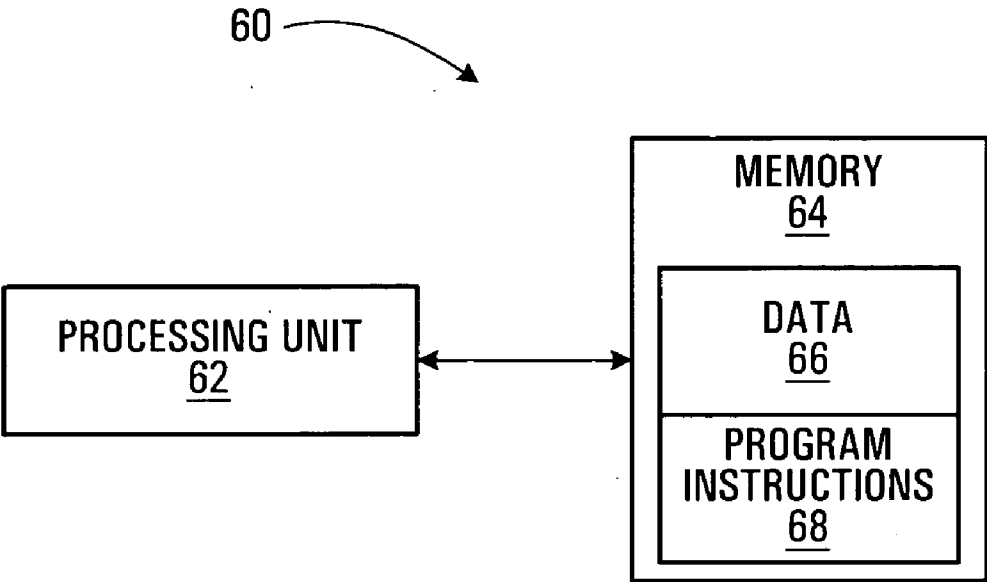 60
MEMORY
64
PROCESSING UNIT
62
DATA
66
PROGRAM
INSTRUCTIONS
68